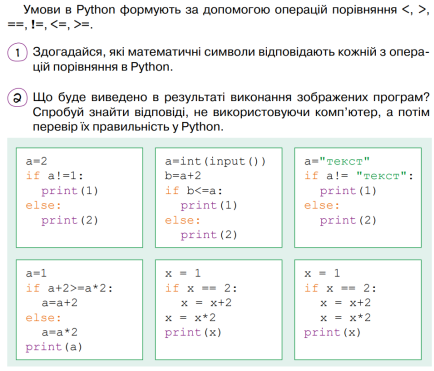 Умови в Python формують за допомогою операцій порівняння <, >,
==, !=, <=, >=.
1 Здогадайся, які математичні символи відповідають кожній з опера-
цій порівняння в Python.
2 Що буде виведено в результаті виконання зображених програм?
Спробуй знайти відповіді, не використовуючи комп’ютер, а потім
перевір їх правильність у Python.
a=2
if a!=1:
print(1)
else:
print(2)
a=int(input())
b=a+2
if b<=a:
print(1)
else:
print(2)
a="текст"
if a!= "текст":
print(1)
else:
print(2)
a=1
if a+2>=a*2:
a=a+2
else:
a=a*2
print(a)
x = 1
if x == 2:
x = x+2
x = x*2
print(x)
x = 1
if x == 2:
x = x+2
x = x*2
print(x)